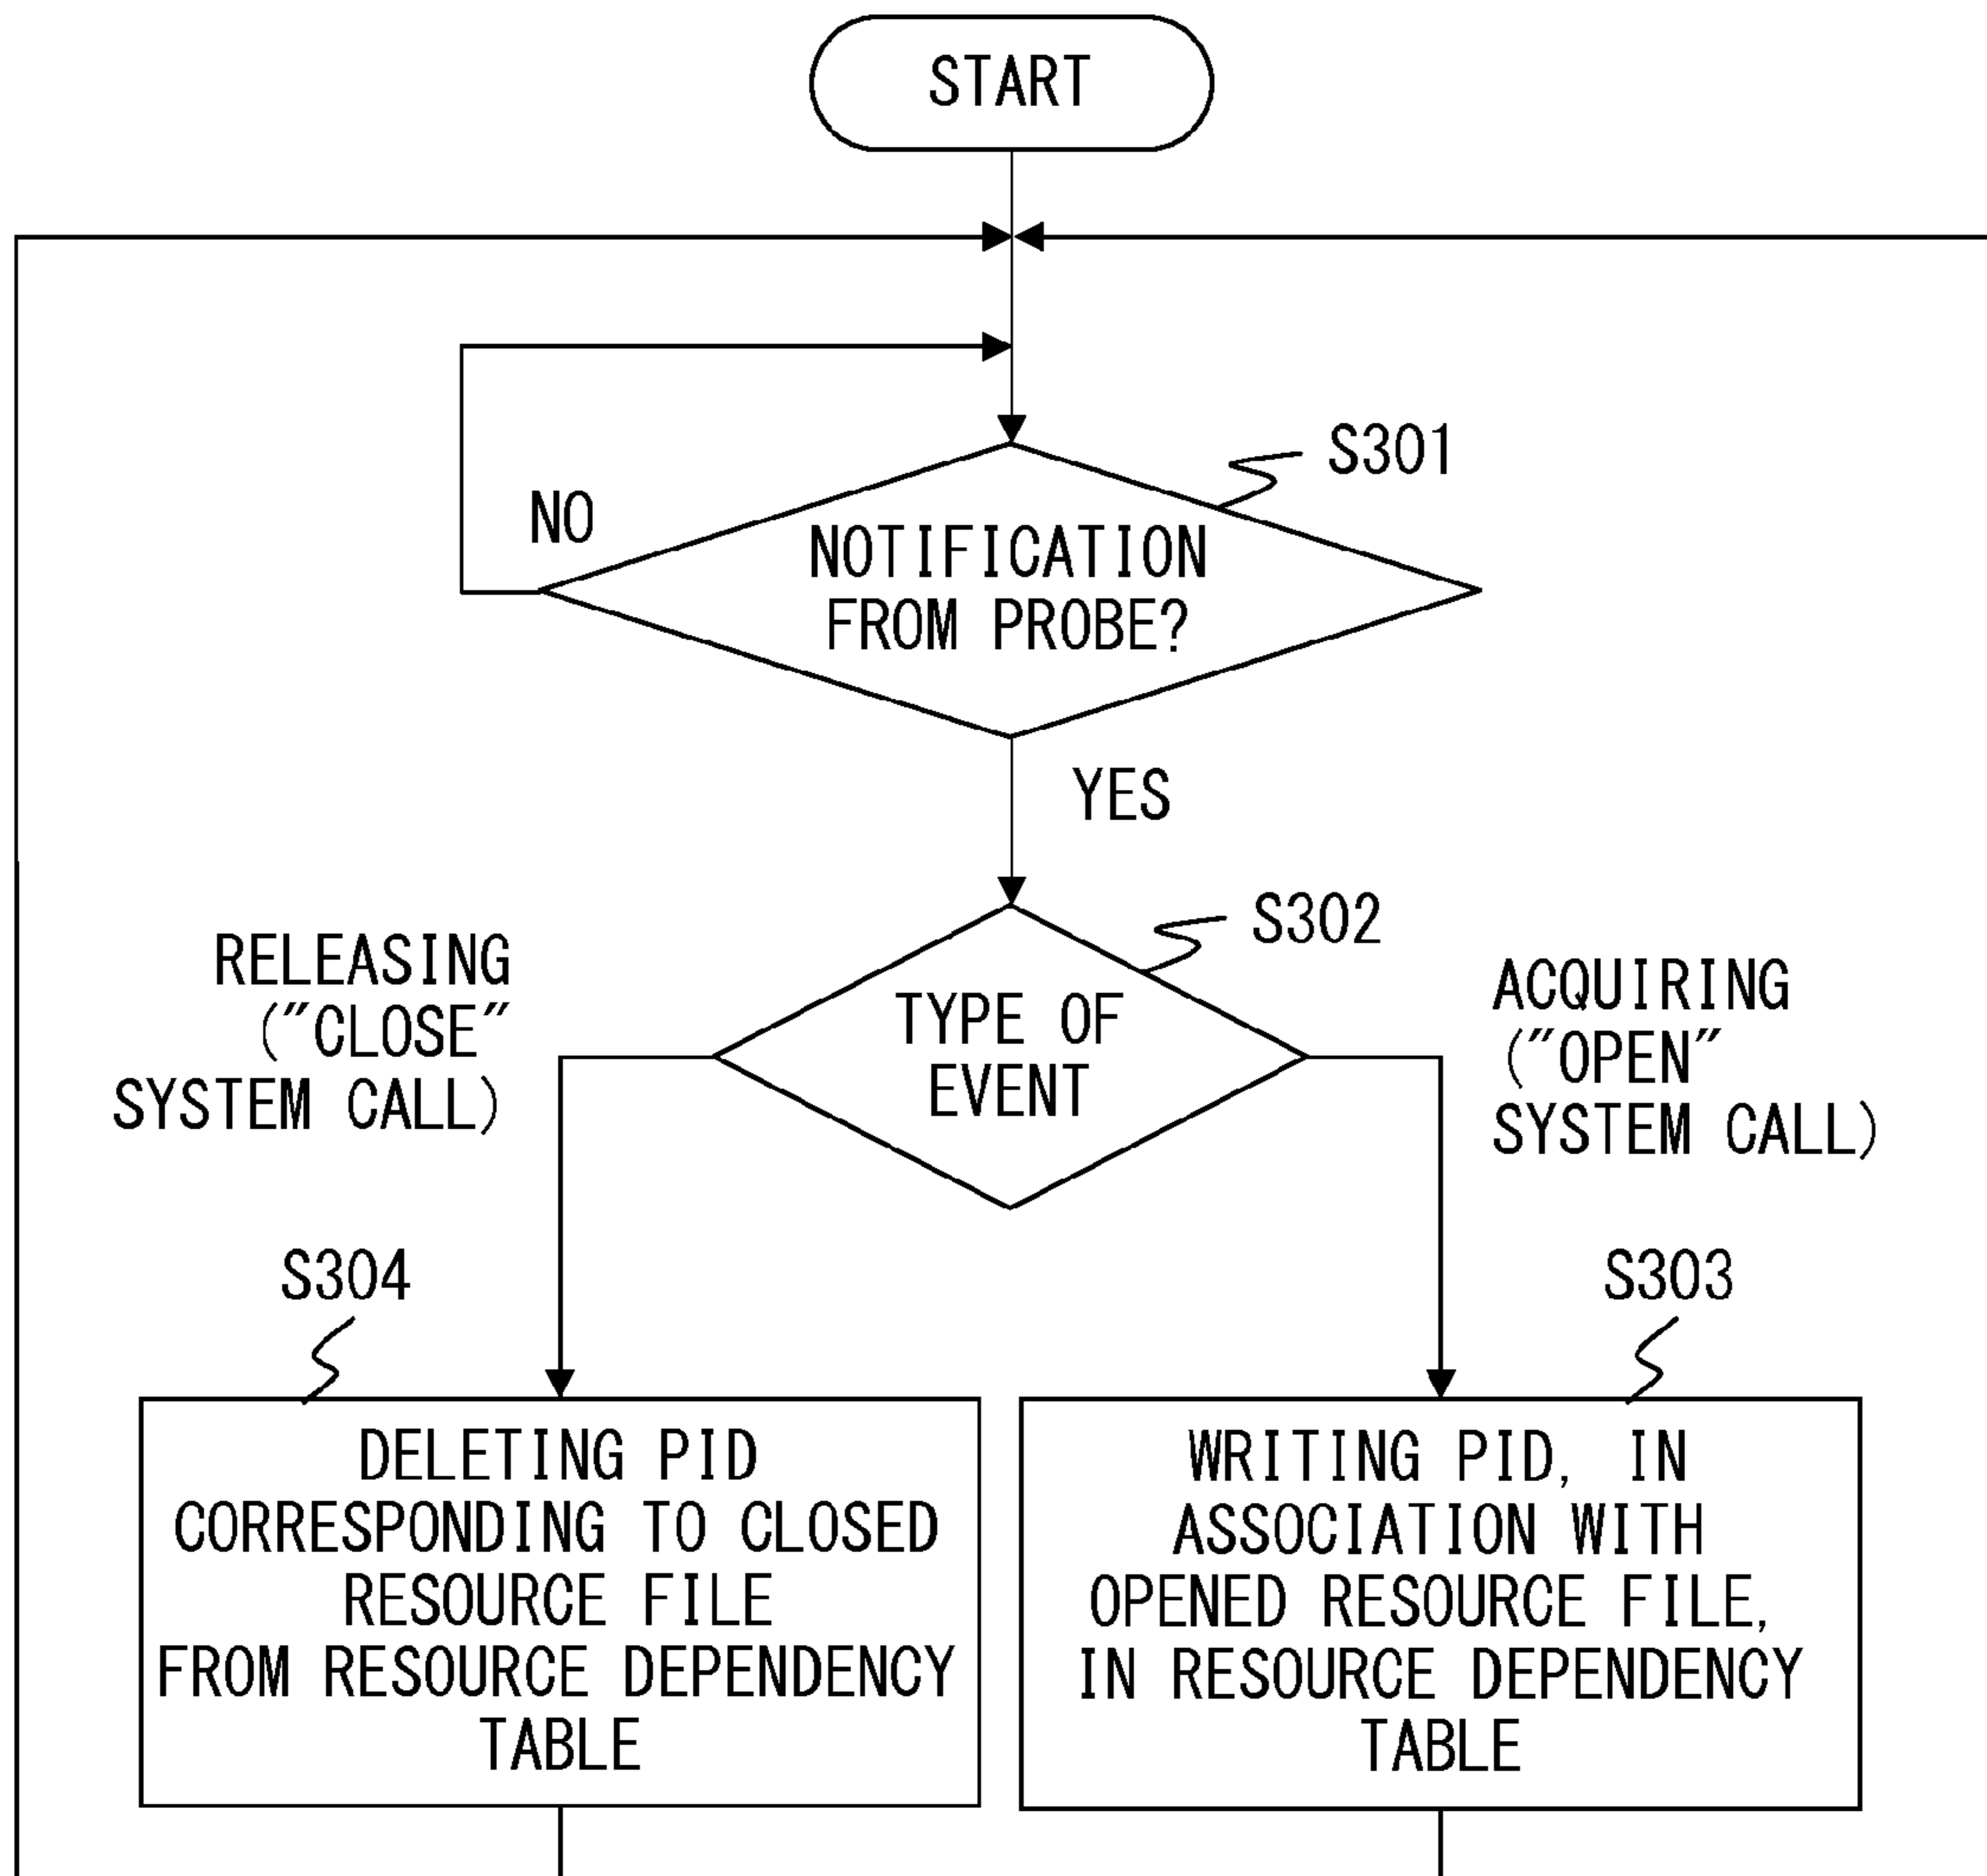 START
S301
NO
NOTIFICATION
FROM PROBE?
YES
S302
RELEASING
("CLOSE"
SYSTEM CALL)
TYPE OF
EVENT
ACQUIRING
("OPEN"
SYSTEM CALL)
S304
S303
DELETING PID
CORRESPONDING TO CLOSED
RESOURCE FILE
FROM RESOURCE DEPENDENCY
TABLE
WRITING PID, IN
ASSOCIATION WITH
OPENED RESOURCE FILE,
IN RESOURCE DEPENDENCY
TABLE